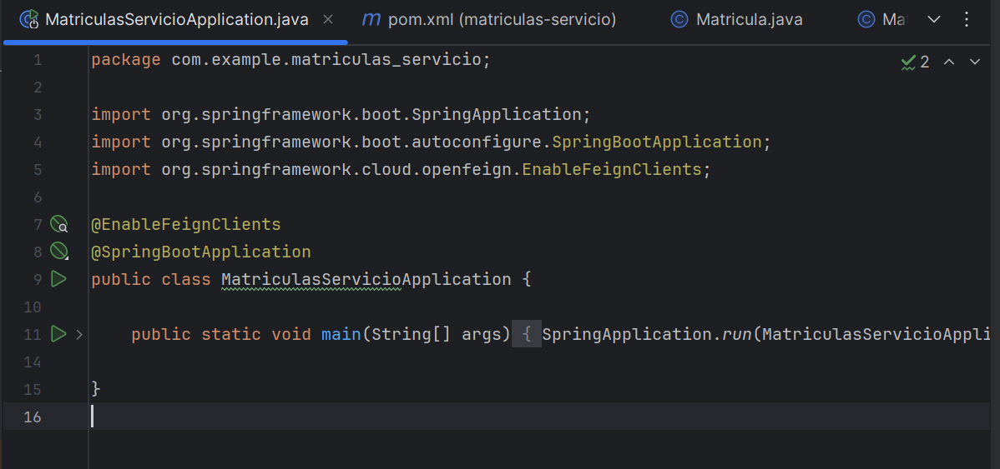 MatriculasServicioApplication.java × m pom.xml (matriculas-servicio) C Matricula.java C Ma
1 package com.example.matriculas_servicio; 2
2
3 import org.springframework.boot.SpringApplication;
4 import org.springframework.boot.autoconfigure.SpringBootApplication;
5 import org.springframework.cloud.openfeign.EnableFeignClients;
6
7 @EnableFeignClients
8 @SpringBootApplication
9 public class MatriculasServicioApplication {
10
11 public static void main(String[] args) { SpringApplication.run(MatriculasServicioAppli
14
15 }
16